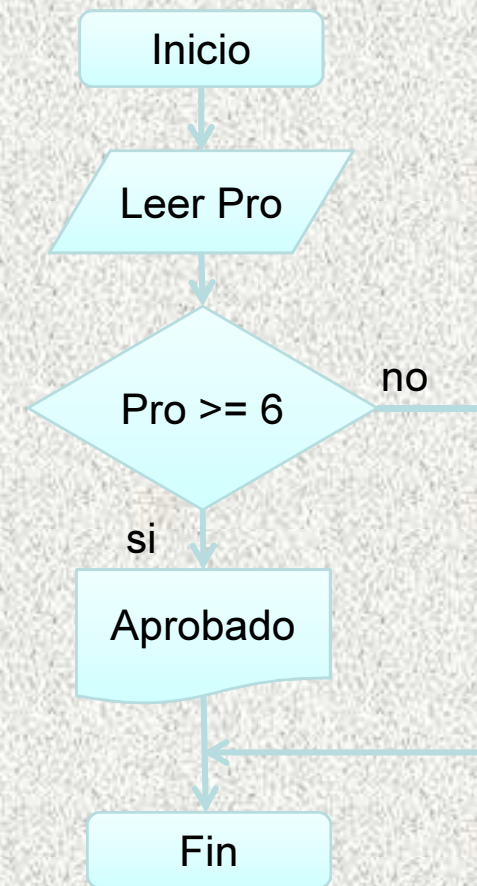 Inicio
Leer Pro
Pro >= 6
no
si
Aprobado
Fin